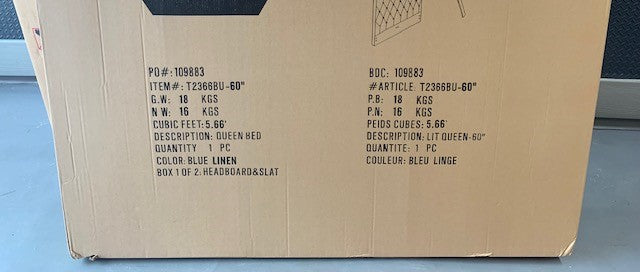 PO#: 109883
ITEM#: T2366BU-60"
G.W: 18 KGS
N W: 16 KGS
CUBIC FEET: 5.66'
DESCRIPTION: QUEEN BED
QUANTITY 1 PC
COLOR: BLUE LINEN
BOX 1 OF 2: HEADBOARD&SLAT
BDC: 109883
#ARTICLE: T2366BU-60"
P.B: 18 KGS
P.N: 16 KGS
PEIDS CUBES: 5.66'
DESCRIPTION: LIT QUEEN-60"
QUANTITE: 1 PC
COULEUR: BLEU LINGE